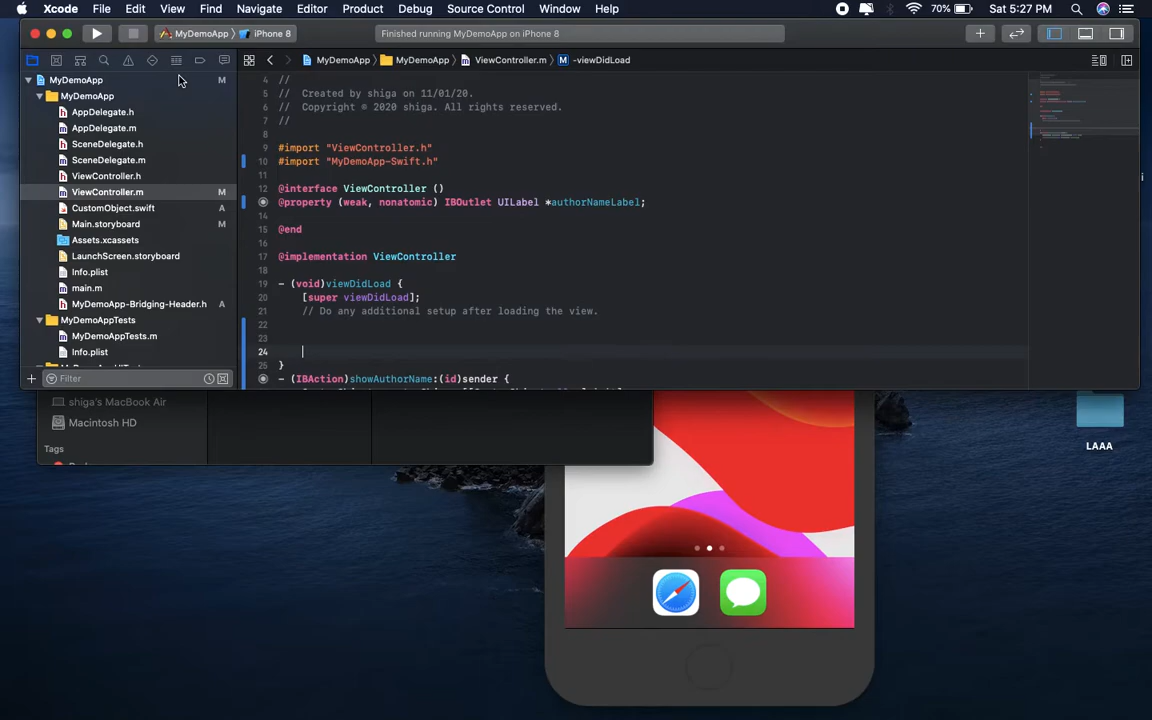 Xcode File Edit View Find Navigate Editor Product Debug Source Control Window Help 70% Sat 5:27 PM
MyDemoApp 〉 iPhone 8 Finished running MyDemoApp on iPhone 8
MyDemoApp 〉 MyDemoApp 〉 ViewController.m 〉 M -viewDidLoad
MyDemoApp M
MyDemoApp
AppDelegate.h
AppDelegate.m
SceneDelegate.h
SceneDelegate.m
ViewController.h
ViewController.m M
CustomObject.swift A
Main.storyboard M
Assets.xcassets
LaunchScreen.storyboard
Info.plist
main.m
MyDemoApp-Bridging-Header.h A
MyDemoAppTests
MyDemoAppTests.m
Info.plist
Filter
4 //
5 // Created by shiga on 11/01/20.
6 // Copyright © 2020 shiga. All rights reserved.
7 //
8
9 #import "ViewController.h"
10 #import "MyDemoApp-Swift.h"
11
12 @interface ViewController ()
@property (weak, nonatomic) IBOutlet UILabel *authorNameLabel;
14
15 @end
16
17 @implementation ViewController
18
19 - (void)viewDidLoad {
20 [super viewDidLoad];
21 // Do any additional setup after loading the view.
22
23
24
25 }
- (IBAction)showAuthorName:(id)sender {
shiga's MacBook Air
Macintosh HD
Tags
LAAA